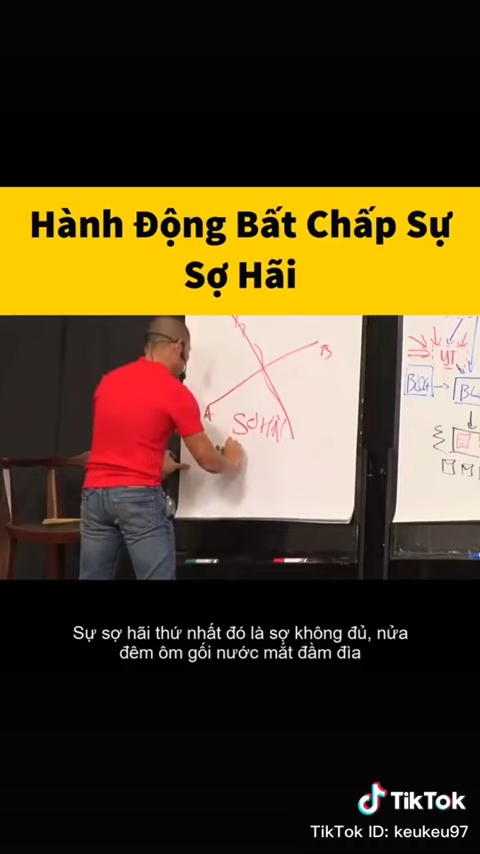 Hành Động Bất Chấp Sự
Sợ Hãi
B
A
SỢ HÃI
YT
Sự sợ hãi thứ nhất đó là sợ không đủ, nửa
đêm ôm gối nước mắt đầm đìa
TikTok
TikTok ID: keukeu97